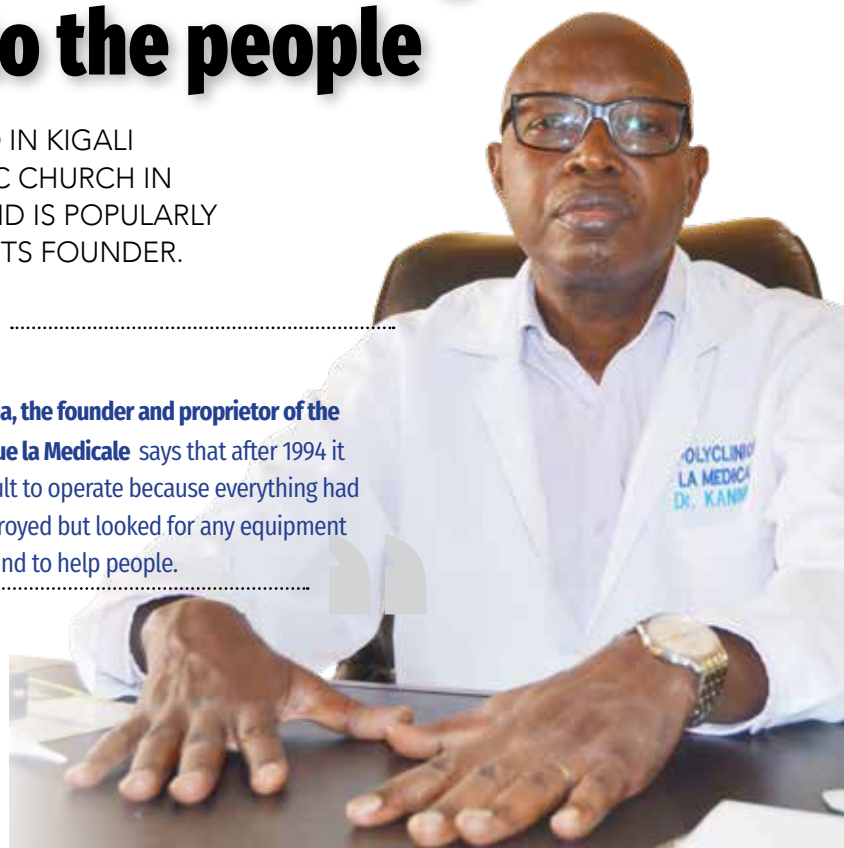 o the people
IN KIGALI
C CHURCH IN
ND IS POPULARLY
TS FOUNDER.
a, the founder and proprietor of the
ue la Medicale says that after 1994 it
ult to operate because everything had
royed but looked for any equipment
nd to help people.
"
OLYCLINI
LA MEDICA
Dr. KANIM